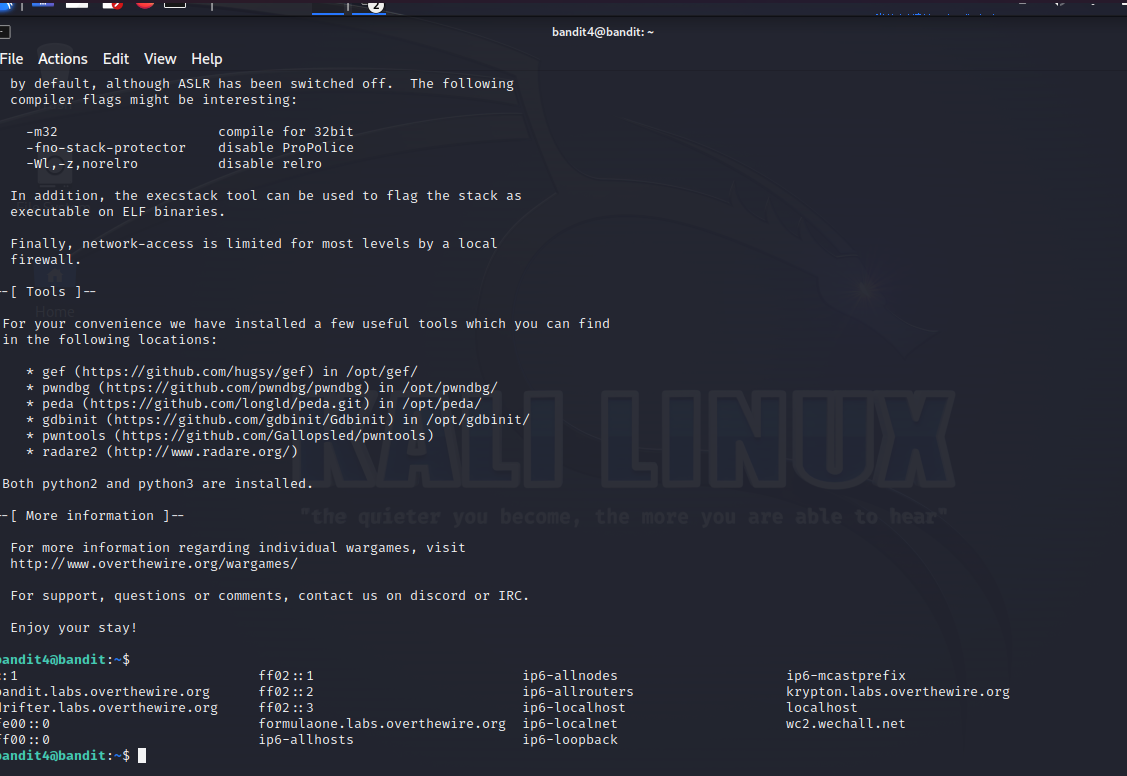 2
bandit4@bandit: ~
File Actions Edit View Help
by default, although ASLR has been switched off.  The following
compiler flags might be interesting:
-m32                    compile for 32bit
-fno-stack-protector    disable ProPolice
-Wl,-z,norelro          disable relro
In addition, the execstack tool can be used to flag the stack as
executable on ELF binaries.
Finally, network-access is limited for most levels by a local
firewall.
Home
--[ Tools ]--
For your convenience we have installed a few useful tools which you can find
in the following locations:
* gef (https://github.com/hugsy/gef) in /opt/gef/
* pwndbg (https://github.com/pwndbg/pwndbg) in /opt/pwndbg/
* peda (https://github.com/longld/peda.git) in /opt/peda/
* gdbinit (https://github.com/gdbinit/Gdbinit) in /opt/gdbinit/
* pwntools (https://github.com/Gallopsled/pwntools)
* radare2 (http://www.radare.org/)
KALI LINUX
Both python2 and python3 are installed.
--[ More information ]--
"the quieter you become, the more you are able to hear"
For more information regarding individual wargames, visit
http://www.overthewire.org/wargames/
For support, questions or comments, contact us on discord or IRC.
Enjoy your stay!
bandit4@bandit:~$
::1 ff02::1 ip6-allnodes ip6-mcastprefix
bandit.labs.overthewire.org ff02::2 ip6-allrouters krypton.labs.overthewire.org
drifter.labs.overthewire.org ff02::3 ip6-localhost localhost
fe00::0 formulaone.labs.overthewire.org ip6-localnet wc2.wechall.net
ff00::0 ip6-allhosts ip6-loopback
bandit4@bandit:~$